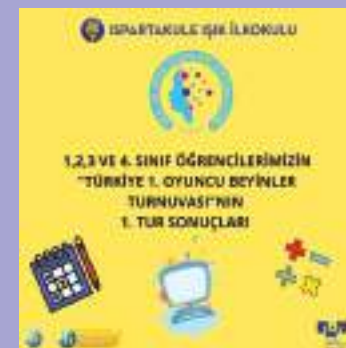 ISPARTAKULE IŞIK İLKOKULU
1,2,3 VE 4. SINIF ÖĞRENCİLERİMİZİN
"TÜRKİYE 1. OYUNCU BEYİNLER
TURNUVASI"NIN
1. TUR SONUÇLARI